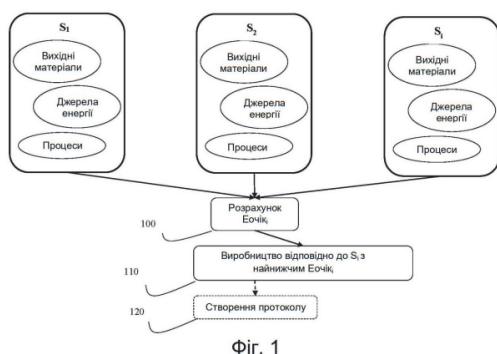 S1
Вихідні
матеріали
Джерела
енергії
Процеси
S2
Вихідні
матеріали
Джерела
енергії
Процеси
Si
Вихідні
матеріали
Джерела
енергії
Процеси
Розрахунок
Еочікi
100
Виробництво відповідно до Si з
найнижчим Еочікi
110
Створення протоколу
120
Фіг. 1